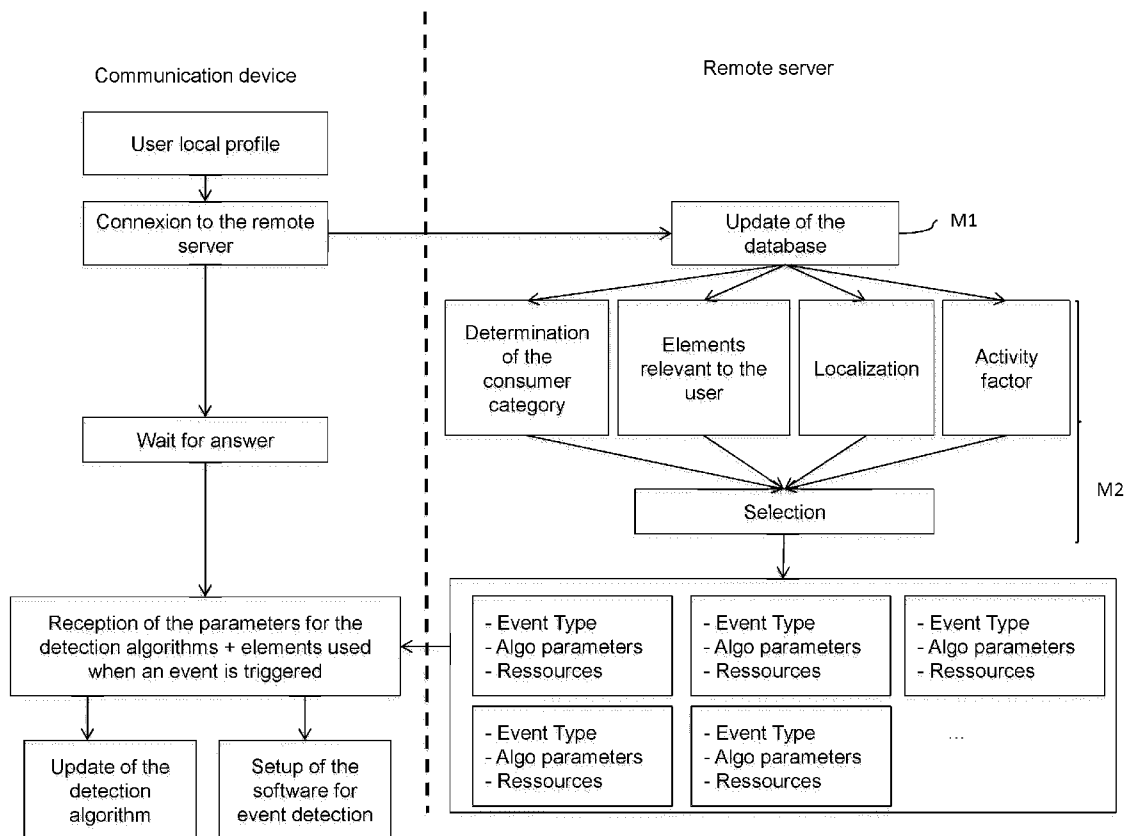 Communication device
Remote server
User local profile
Connexion to the remote
server
Update of the
database
M1
Determination
of the
consumer
category
Elements
relevant to the
user
Localization
Activity
factor
Wait for answer
Selection
M2
Reception of the parameters for the
detection algorithms + elements used
when an event is triggered
- Event Type
- Algo parameters
- Ressources
- Event Type
- Algo parameters
- Ressources
- Event Type
- Algo parameters
- Ressources
- Event Type
- Algo parameters
- Ressources
- Event Type
- Algo parameters
- Ressources
...
Update of the
detection
algorithm
Setup of the
software for
event detection